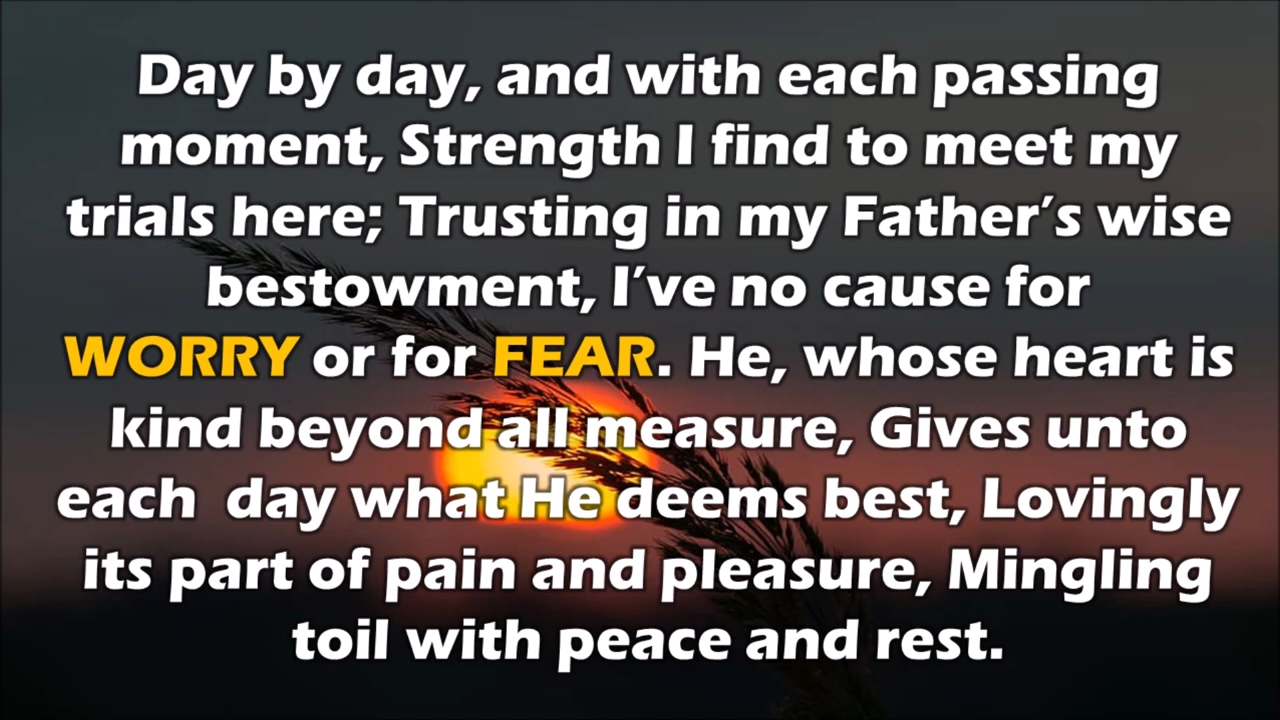 Day by day, and with each passing
moment, Strength I find to meet my
trials here; Trusting in my Father’s wise
bestowment, I’ve no cause for
WORRY or for FEAR. He, whose heart is
kind beyond all measure, Gives unto
each  day what He deems best, Lovingly
its part of pain and pleasure, Mingling
toil with peace and rest.